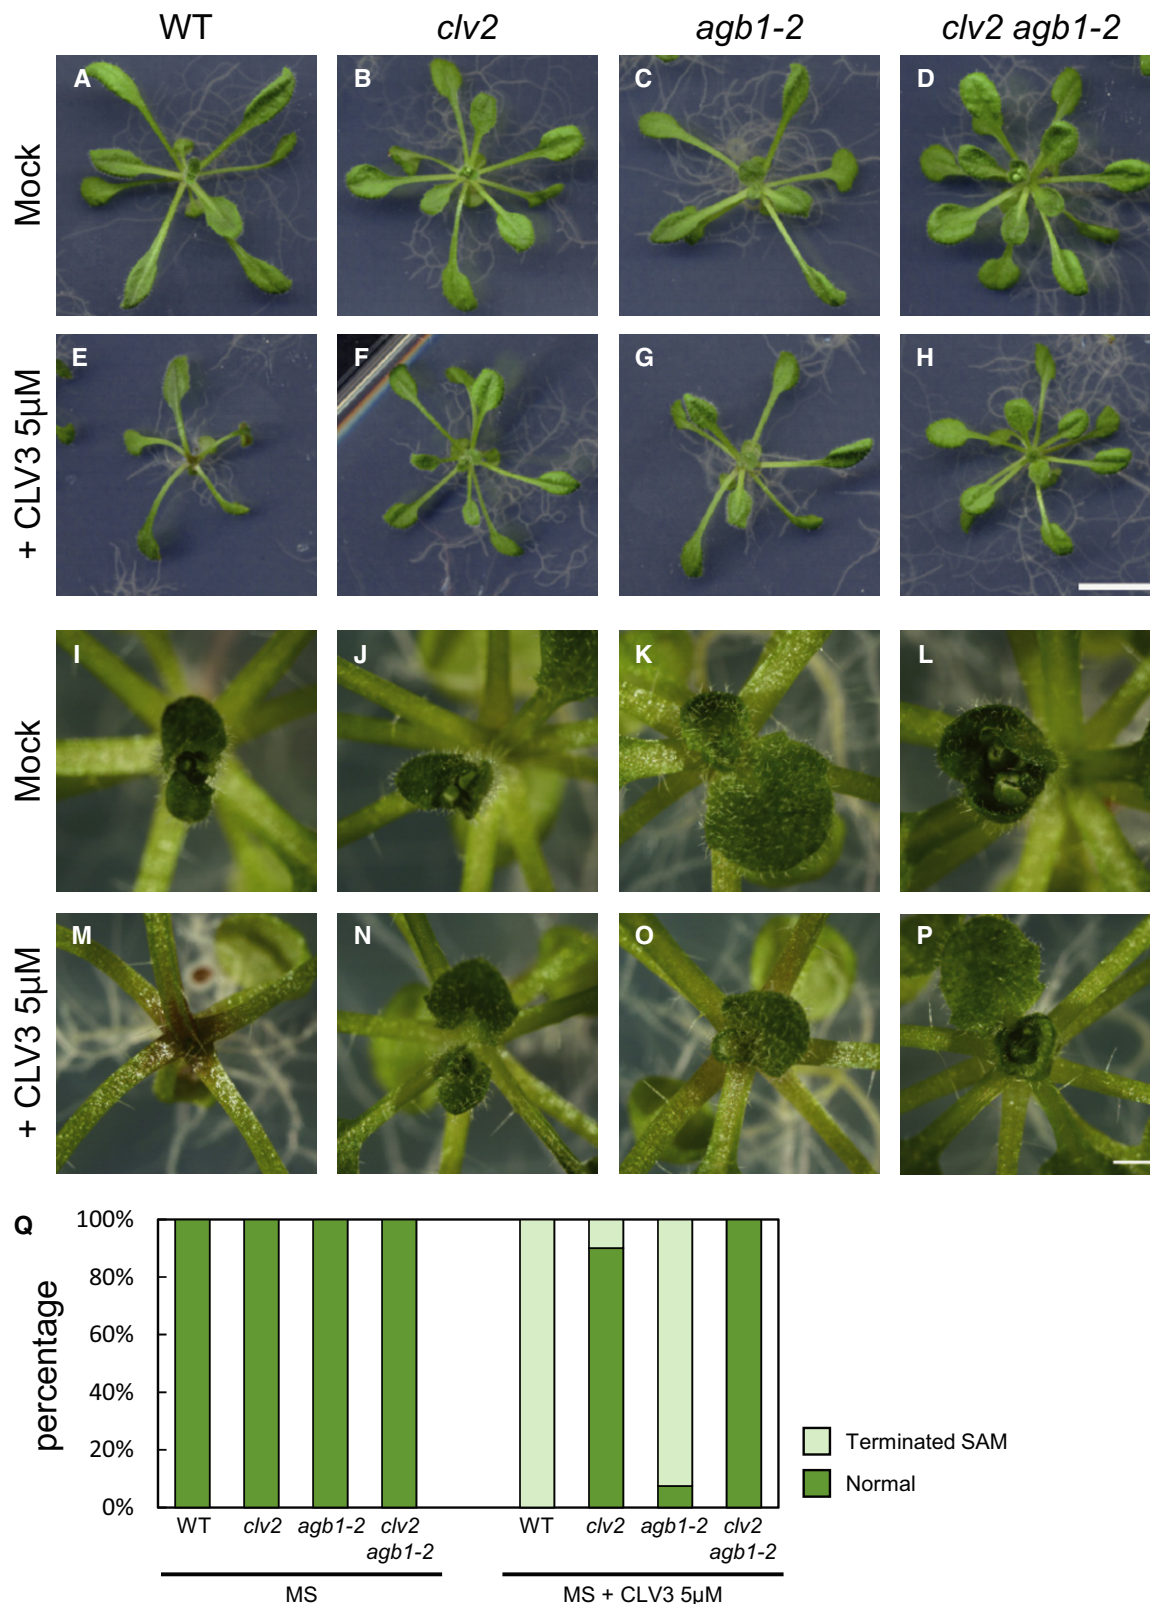 WT clv2 agb1-2 clv2 agb1-2
Mock
A B C D
+ CLV3 5µM
E F G H
Mock
I J K L
+ CLV3 5µM
M N O P
Q
percentage
100%
80%
60%
40%
20%
0%
WT clv2 agb1-2 clv2 agb1-2
MS
WT clv2 agb1-2 clv2 agb1-2
MS + CLV3 5µM
Terminated SAM
Normal